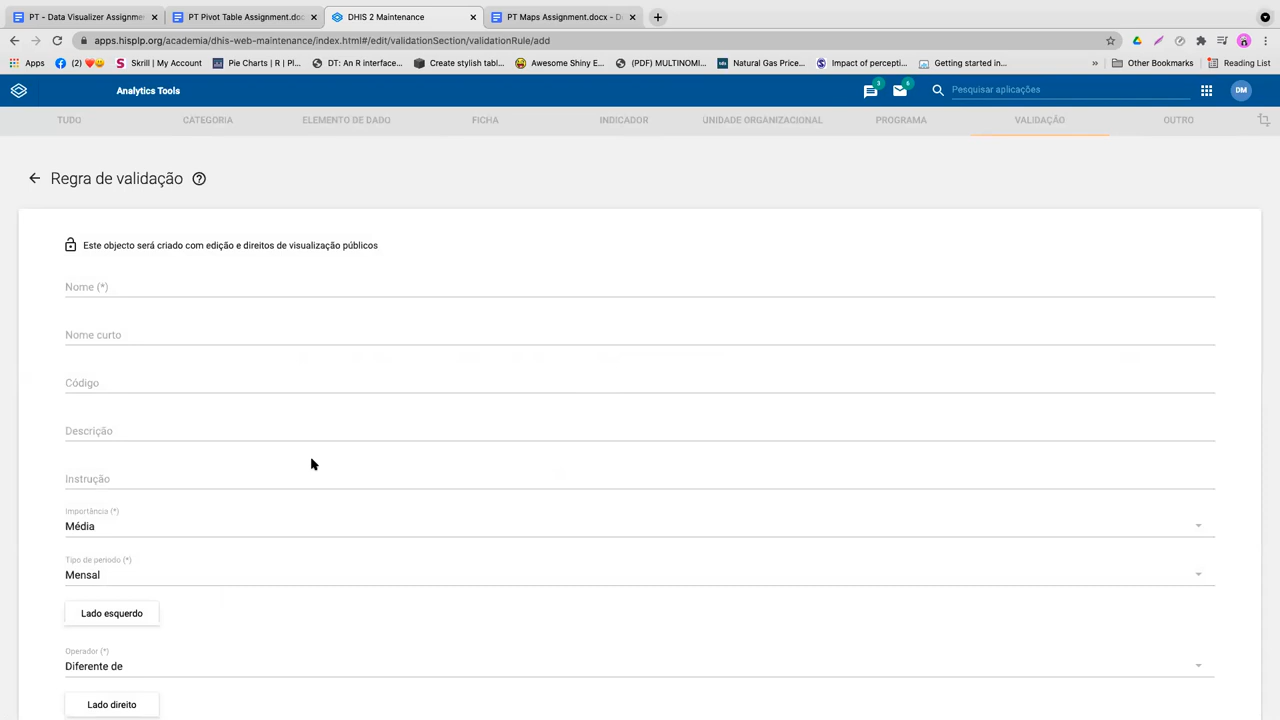 PT - Data Visualizer Assignmen
PT Pivot Table Assignment.doc
DHIS 2 Maintenance
PT Maps Assignment.docx - D
apps.hisplp.org/academia/dhis-web-maintenance/index.html#/edit/validationSection/validationRule/add
Apps
(2)
Skrill | My Account
Pie Charts | R | Pl...
DT: An R interface...
Create stylish tabl...
Awesome Shiny E...
(PDF) MULTINOMI...
Natural Gas Price...
Impact of percepti...
Getting started in...
»
Other Bookmarks
Reading List
Analytics Tools
3
6
Pesquisar aplicações
DM
TUDO
CATEGORIA
ELEMENTO DE DADO
FICHA
INDICADOR
UNIDADE ORGANIZACIONAL
PROGRAMA
VALIDAÇÃO
OUTRO
Regra de validação
Este objecto será criado com edição e direitos de visualização públicos
Nome (*)
Nome curto
Código
Descrição
Instrução
Importância (*)
Média
Tipo de periodo (*)
Mensal
Lado esquerdo
Operador (*)
Diferente de
Lado direito